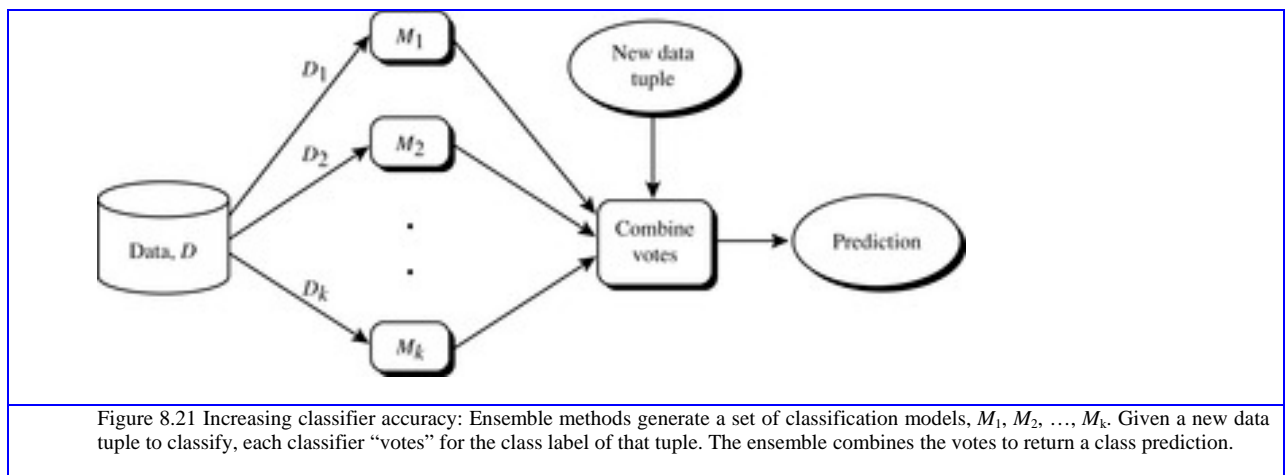 M1
D1
New data
tuple
D2
M2
Data, D
Combine
votes
Prediction
Dk
Mk
Figure 8.21 Increasing classifier accuracy: Ensemble methods generate a set of classification models, M1, M2, …, Mk. Given a new data
tuple to classify, each classifier “votes” for the class label of that tuple. The ensemble combines the votes to return a class prediction.